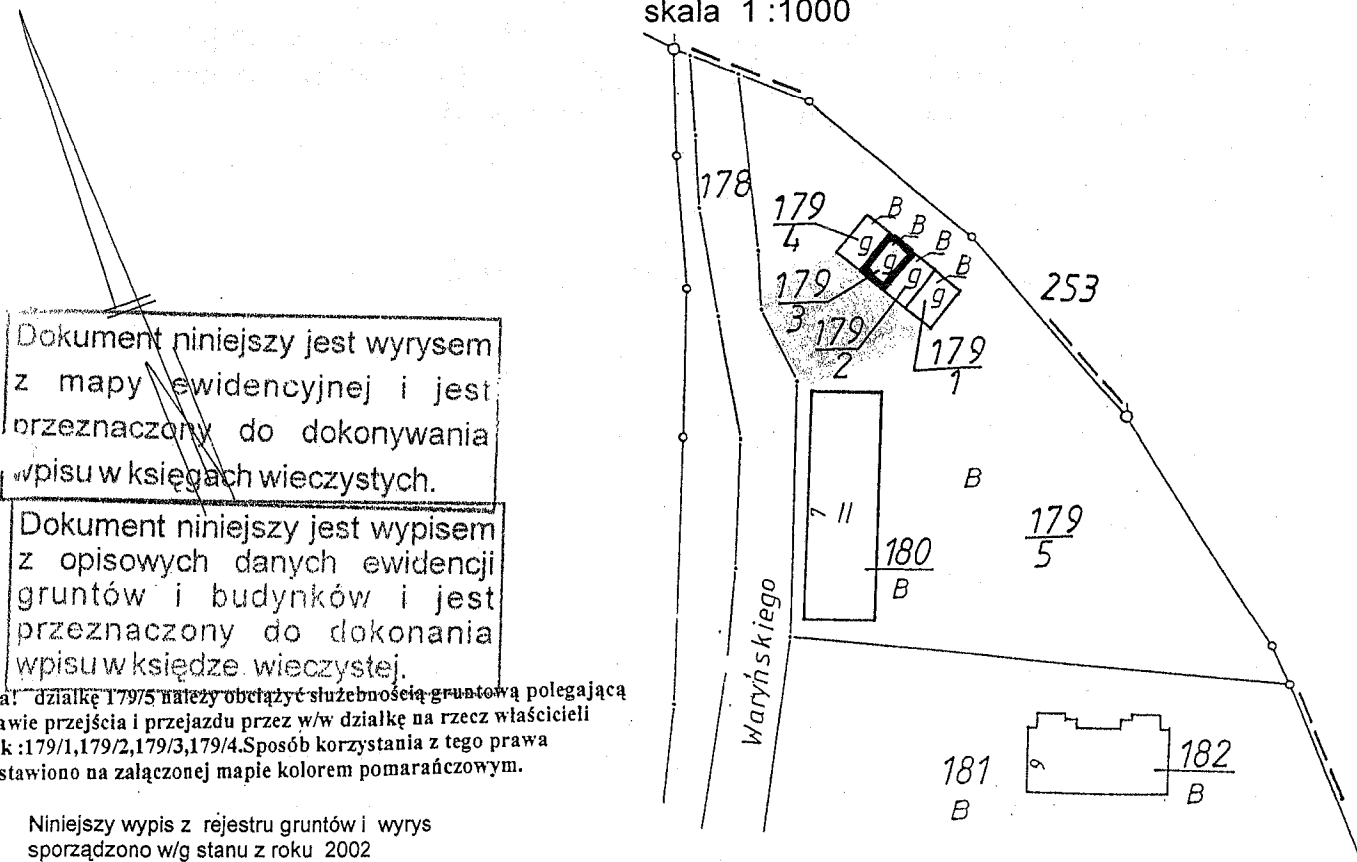 skala 1:1000
Dokument niniejszy jest wyrysem
z mapy ewidencyjnej i jest
przeznaczony do dokonywania
wpisu w księgach wieczystych.
Dokument niniejszy jest wypisem
z opisowych danych ewidencji
gruntów i budynków i jest
przeznaczony do dokonania
wpisu w księdze wieczystej.
a! działkę 179/5 należy obciążyć służebnością gruntową polegającą
awie przejścia i przejazdu przez w/w działkę na rzecz właścicieli
k :179/1,179/2,179/3,179/4.Sposób korzystania z tego prawa
stawiono na załączonej mapie kolorem pomarańczowym.
Niniejszy wypis z rejestru gruntów i wyrys
sporządzono w/g stanu z roku 2002
178
179
4
B
B
B
B
g
g
g
g
179
3
179
2
179
1
253
B
179
5
7
II
180
B
Waryńskiego
181
B
9
182
B